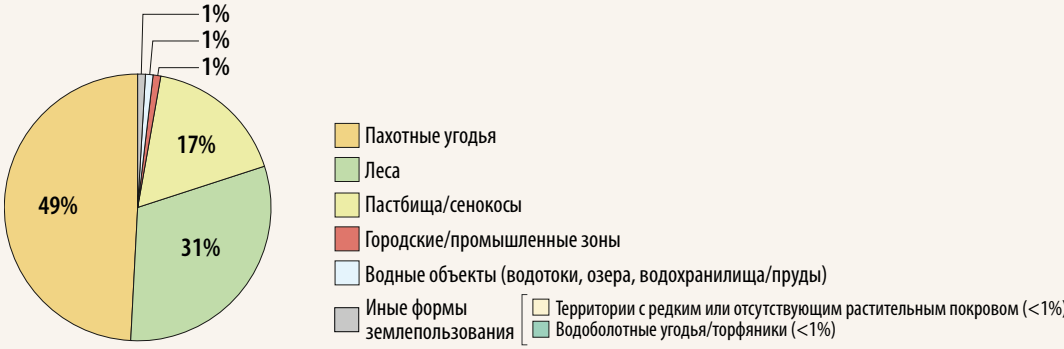 1%
1%
1%
17%
49%
31%
Пахотные угодья
Леса
Пастбища/сенокосы
Городские/промышленные зоны
Водные объекты (водотоки, озера, водохранилища/пруды)
Иные формы
землепользования
Территории с редким или отсутствующим растительным покровом (<1%)
Водоболотные угодья/торфяники (<1%)